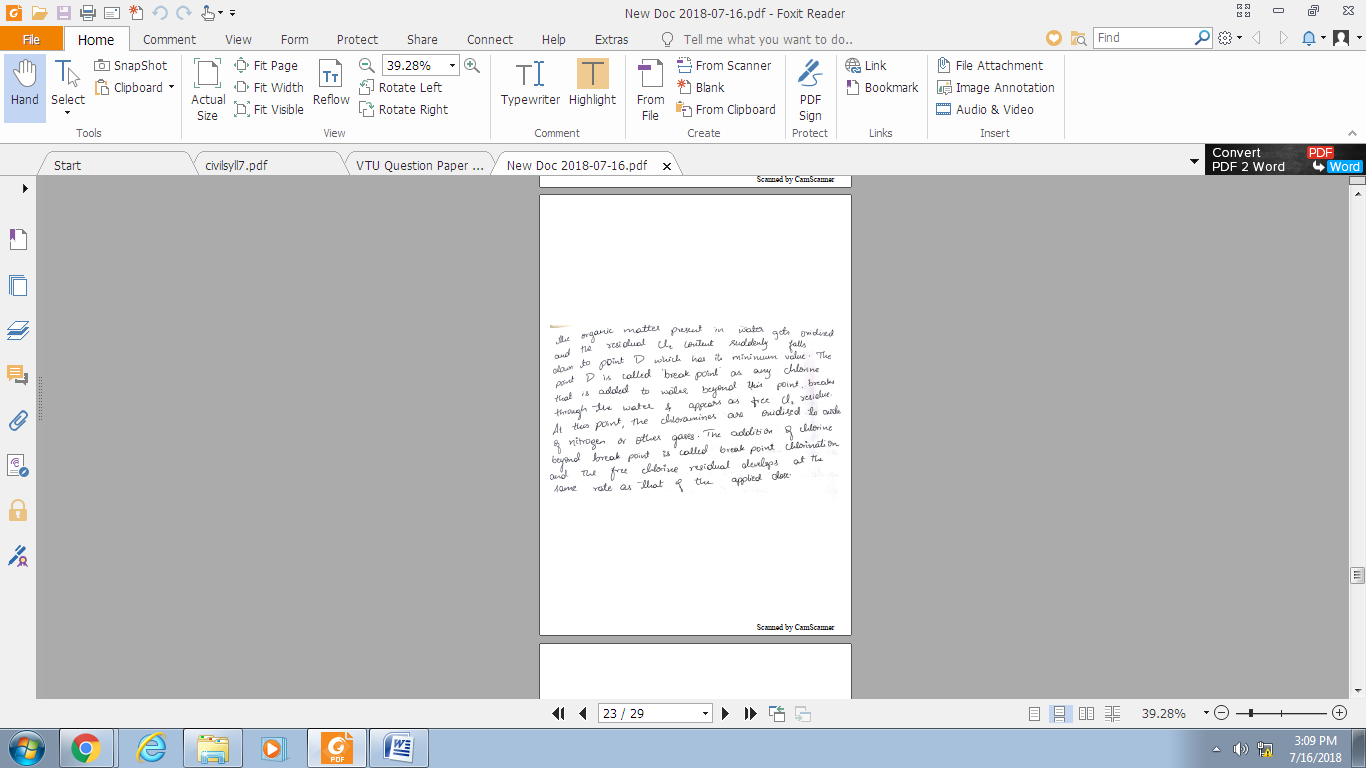 New Doc 2018-07-16.pdf - Foxit Reader
File Home Comment View Form Protect Share Connect Help Extras Tell me what you want to do.. Find
Hand
Select
SnapShot
Clipboard
Tools
Actual Size
Fit Page
Fit Width
Fit Visible
Reflow
39.28%
Rotate Left
Rotate Right
View
Typewriter Highlight
Comment
From File
From Scanner
Blank
From Clipboard
Create
PDF Sign
Protect
Link
Bookmark
Links
File Attachment
Image Annotation
Audio & Video
Insert
Start civilsyll7.pdf VTU Question Paper ... New Doc 2018-07-16.pdf
Convert PDF
PDF 2 Word Word
Scanned by CamScanner
the organic matter present in water gets oxidised
and the residual Cl2 content suddenly falls
down to point D which has its minimum value. The
point D is called 'break point' as any chlorine
that is added to water beyond this point, breaks
through the water & appears as free Cl2 residue.
At this point, the chloramines are oxidised to oxide
of nitrogen or other gases. The addition of chlorine
beyond break point is called break point chlorination
and the free chlorine residual develops at the
same rate as that of the applied dose.
Scanned by CamScanner
23 / 29
39.28%
PDF
3:09 PM
7/16/2018